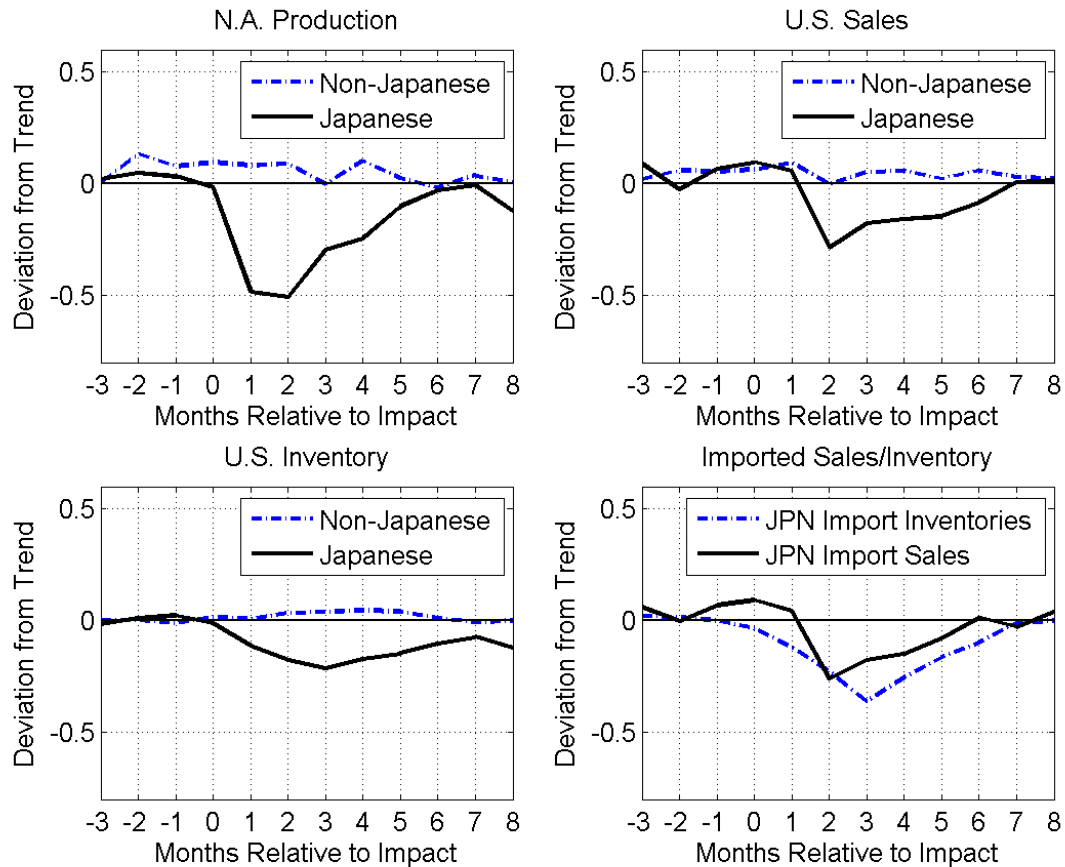 N.A. Production
U.S. Sales
0.5
0
-0.5
Deviation from Trend
Non-Japanese
Japanese
-3 -2 -1 0 1 2 3 4 5 6 7 8
Months Relative to Impact
0.5
0
-0.5
Deviation from Trend
Non-Japanese
Japanese
-3 -2 -1 0 1 2 3 4 5 6 7 8
Months Relative to Impact
U.S. Inventory
Imported Sales/Inventory
0.5
0
-0.5
Deviation from Trend
Non-Japanese
Japanese
-3 -2 -1 0 1 2 3 4 5 6 7 8
Months Relative to Impact
0.5
0
-0.5
Deviation from Trend
JPN Import Inventories
JPN Import Sales
-3 -2 -1 0 1 2 3 4 5 6 7 8
Months Relative to Impact